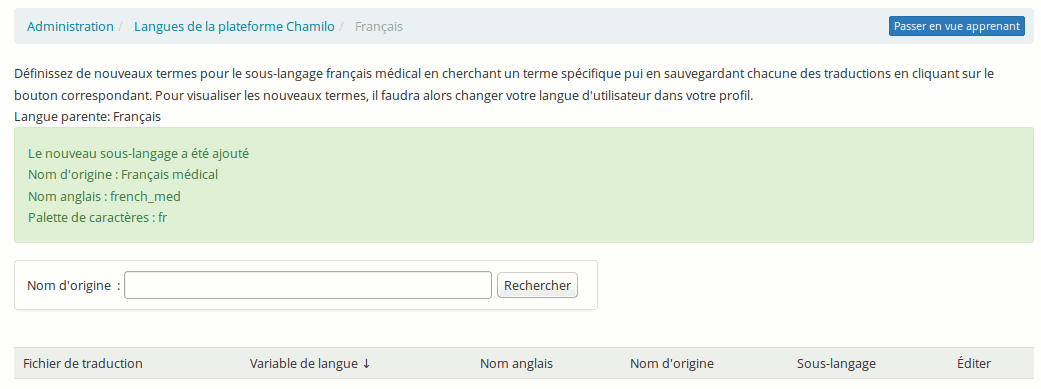 Administration / Langues de la plateforme Chamilo / Français
Passer en vue apprenant
Définissez de nouveaux termes pour le sous-langage français médical en cherchant un terme spécifique pui en sauvegardant chacune des traductions en cliquant sur le
bouton correspondant. Pour visualiser les nouveaux termes, il faudra alors changer votre langue d'utilisateur dans votre profil.
Langue parente: Français
Le nouveau sous-langage a été ajouté
Nom d'origine : Français médical
Nom anglais : french_med
Palette de caractères : fr
Nom d'origine : Rechercher
Fichier de traduction Variable de langue ↓ Nom anglais Nom d'origine Sous-langage Éditer